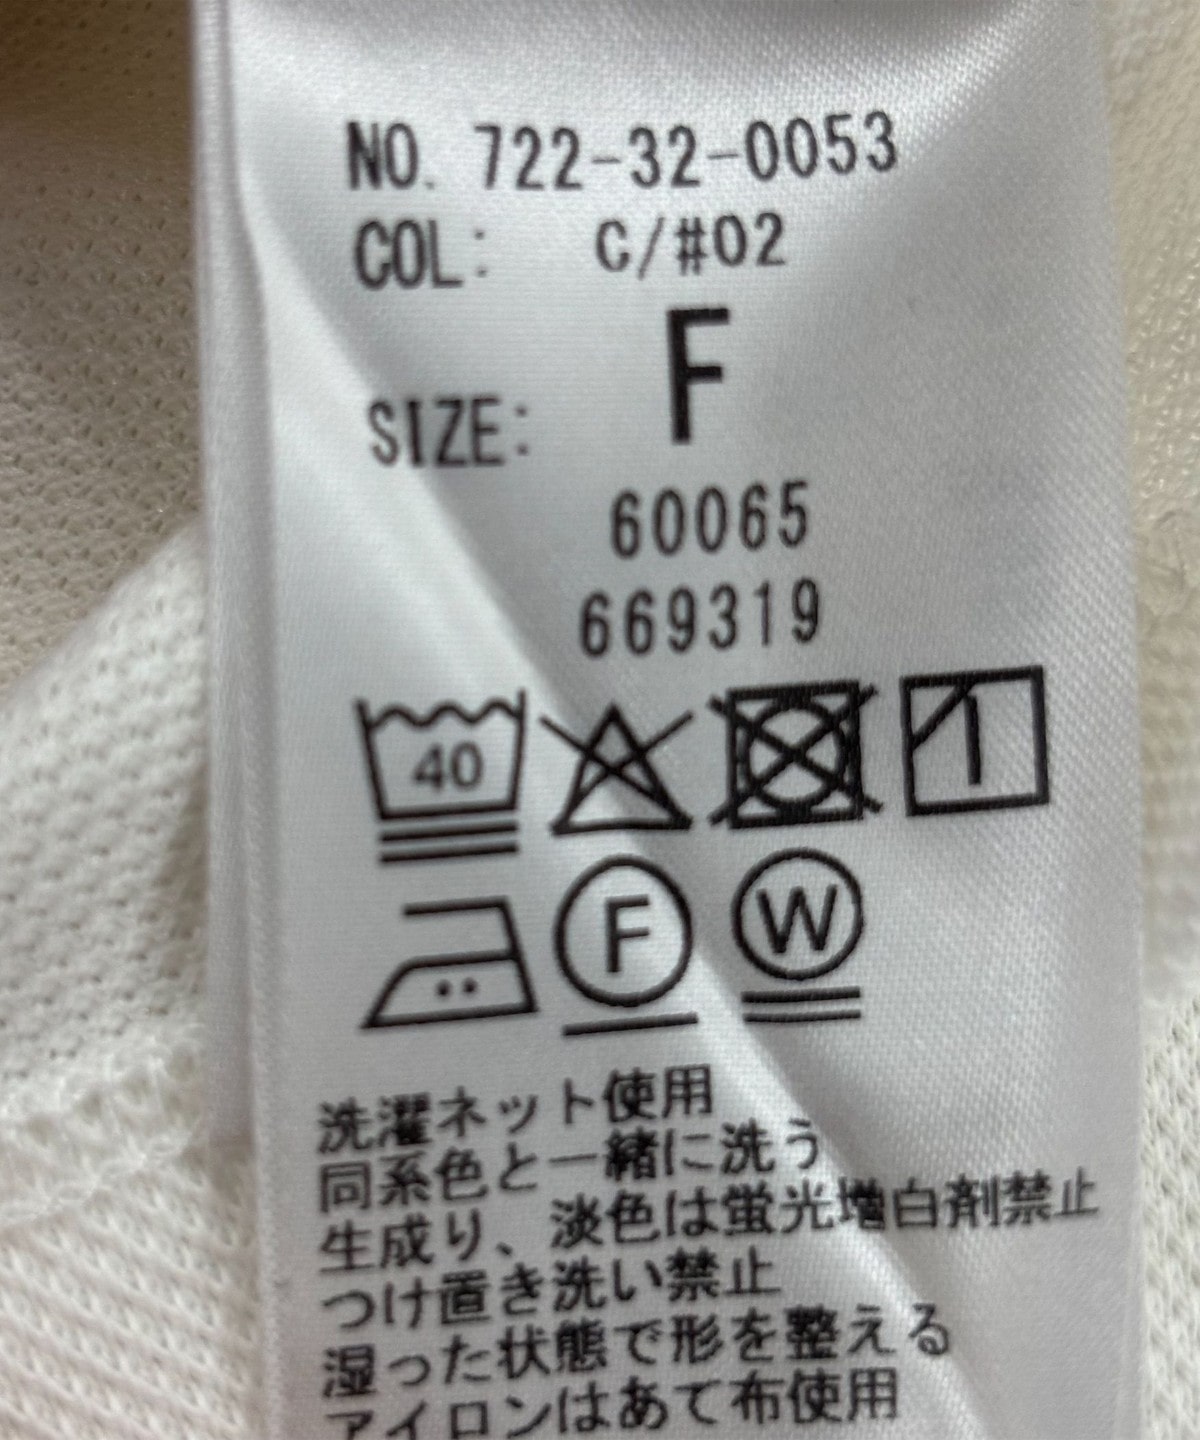 NO. 722-32-0053
COL: C/#02
SIZE: F
60065
669319
40
F W
洗濯ネット使用
同系色と一緒に洗う
生成り、淡色は蛍光増白剤禁止
つけ置き洗い禁止
湿った状態で形を整える
アイロンはあて布使用